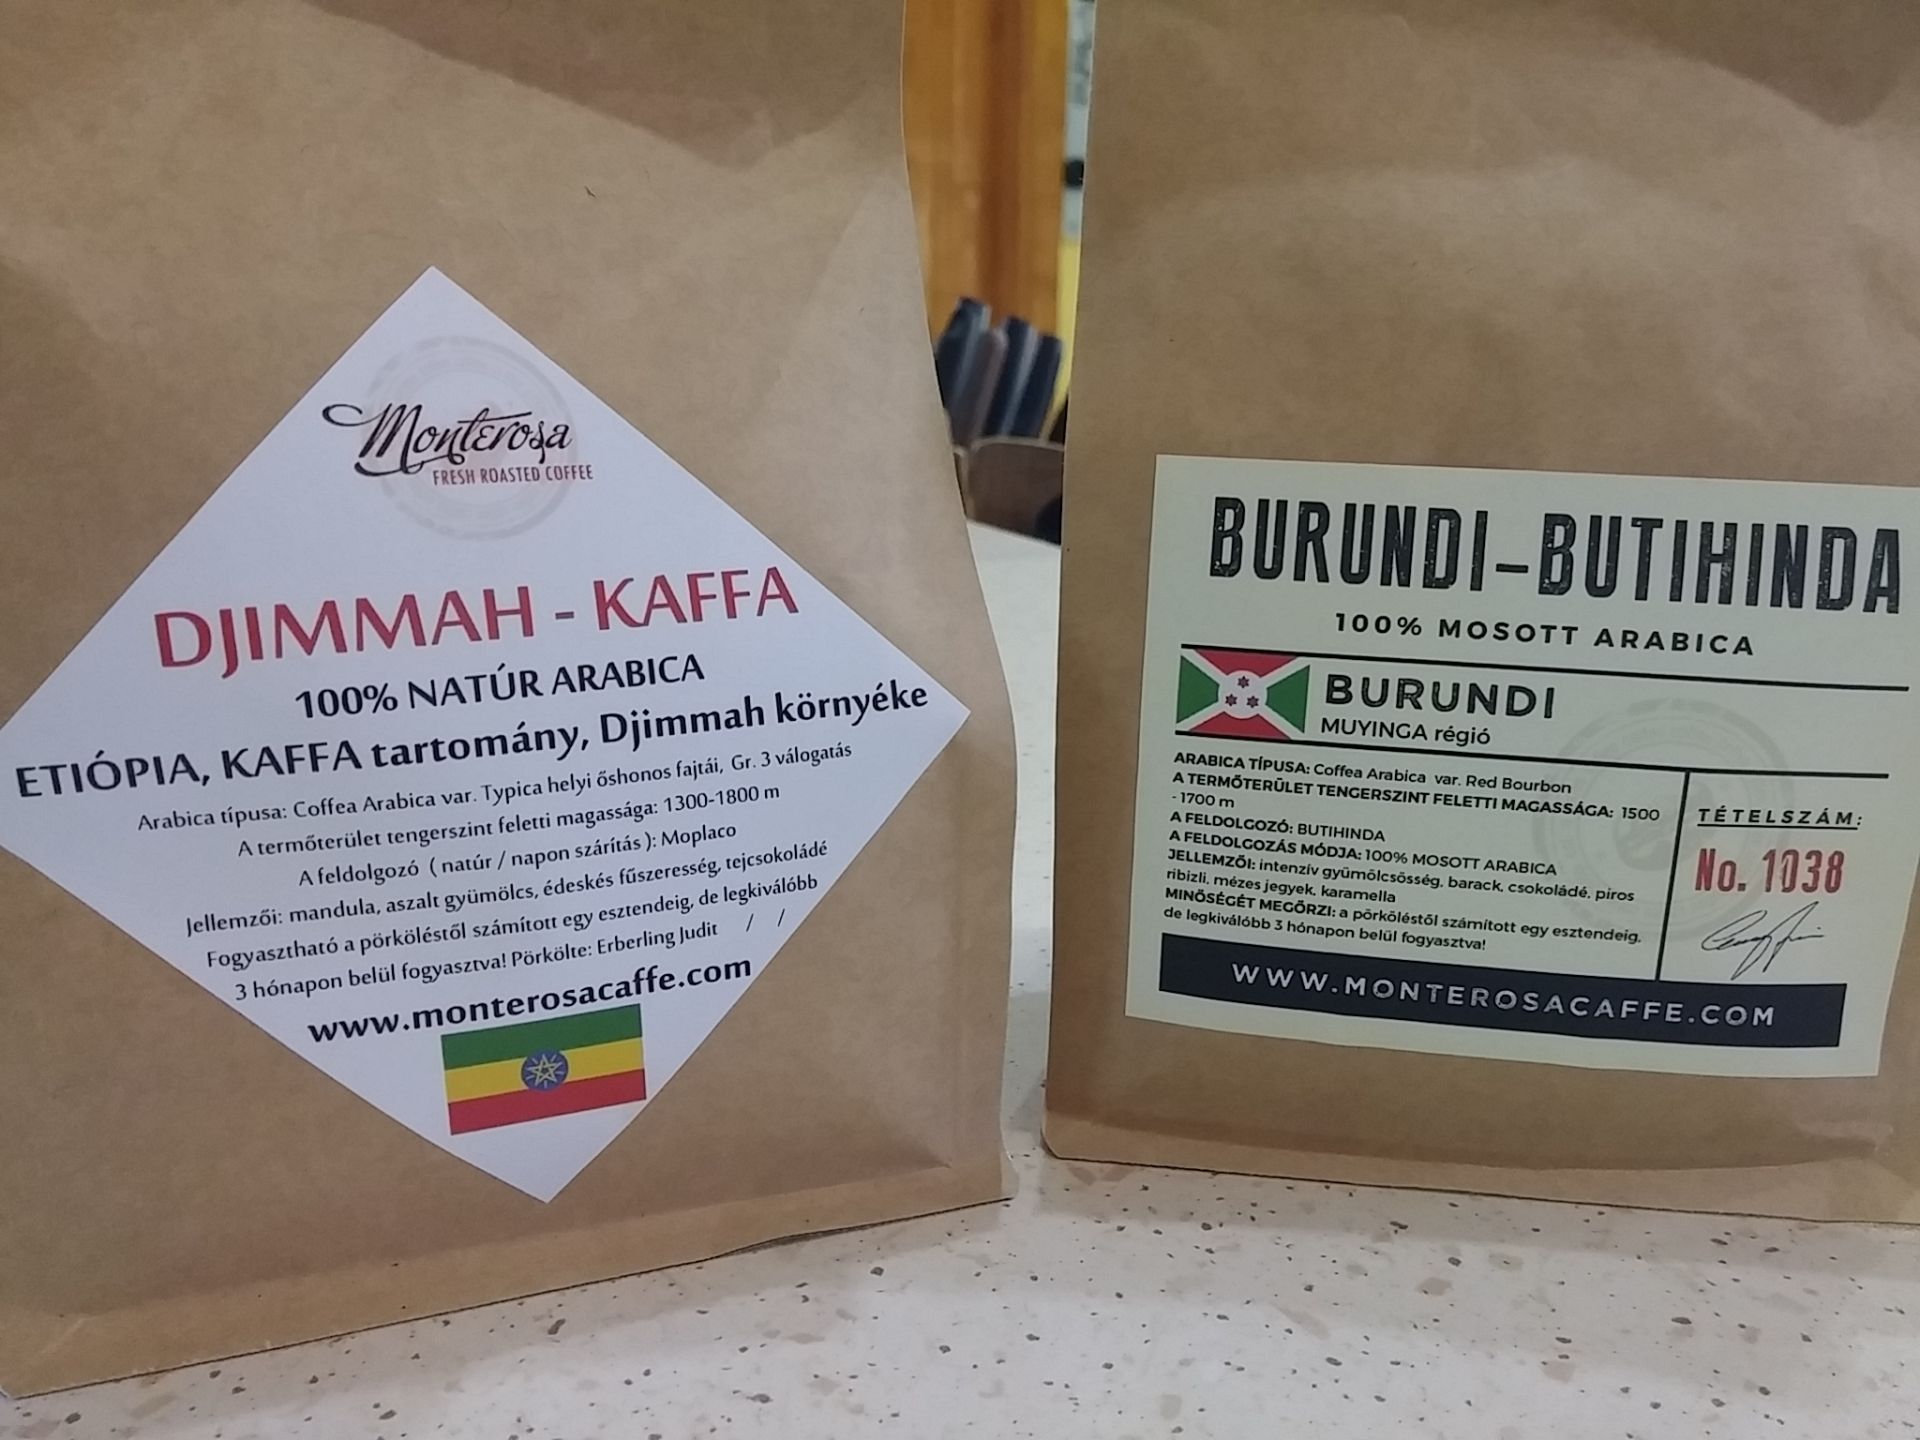 Monterosa
FRESH ROASTED COFFEE
DJIMMAH - KAFFA
100% NATÚR ARABICA
ETIÓPIA, KAFFA tartomány, Djimmah környéke
Arabica típusa: Coffea Arabica var. Typica helyi őshonos fajtái, Gr. 3 válogatás
A termőterület tengerszint feletti magassága: 1300-1800 m
A feldolgozó ( natúr / napon szárítás ): Moplaco
Jellemzői: mandula, aszalt gyümölcs, édeskés fűszeresség, tejcsokoládé
Fogyasztható a pörköléstől számított egy esztendeig, de legkiválóbb
3 hónapon belül fogyasztva! Pörkölte: Erberling Judit / /
www.monterosacaffe.com
BURUNDI-BUTIHINDA
100% MOSOTT ARABICA
BURUNDI
MUYINGA régió
ARABICA TÍPUSA: Coffea Arabica var. Red Bourbon
A TERMŐTERÜLET TENGERSZINT FELETTI MAGASSÁGA: 1500
- 1700 m
A FELDOLGOZÓ: BUTIHINDA
A FELDOLGOZÁS MÓDJA: 100% MOSOTT ARABICA
JELLEMZŐI: intenzív gyümölcsösség, barack, csokoládé, piros
ribizli, mézes jegyek, karamella
MINŐSÉGÉT MEGŐRZI: a pörköléstől számított egy esztendeig,
de legkiválóbb 3 hónapon belül fogyasztva!
TÉTELSZÁM:
No. 1038
WWW.MONTEROSACAFFE.COM